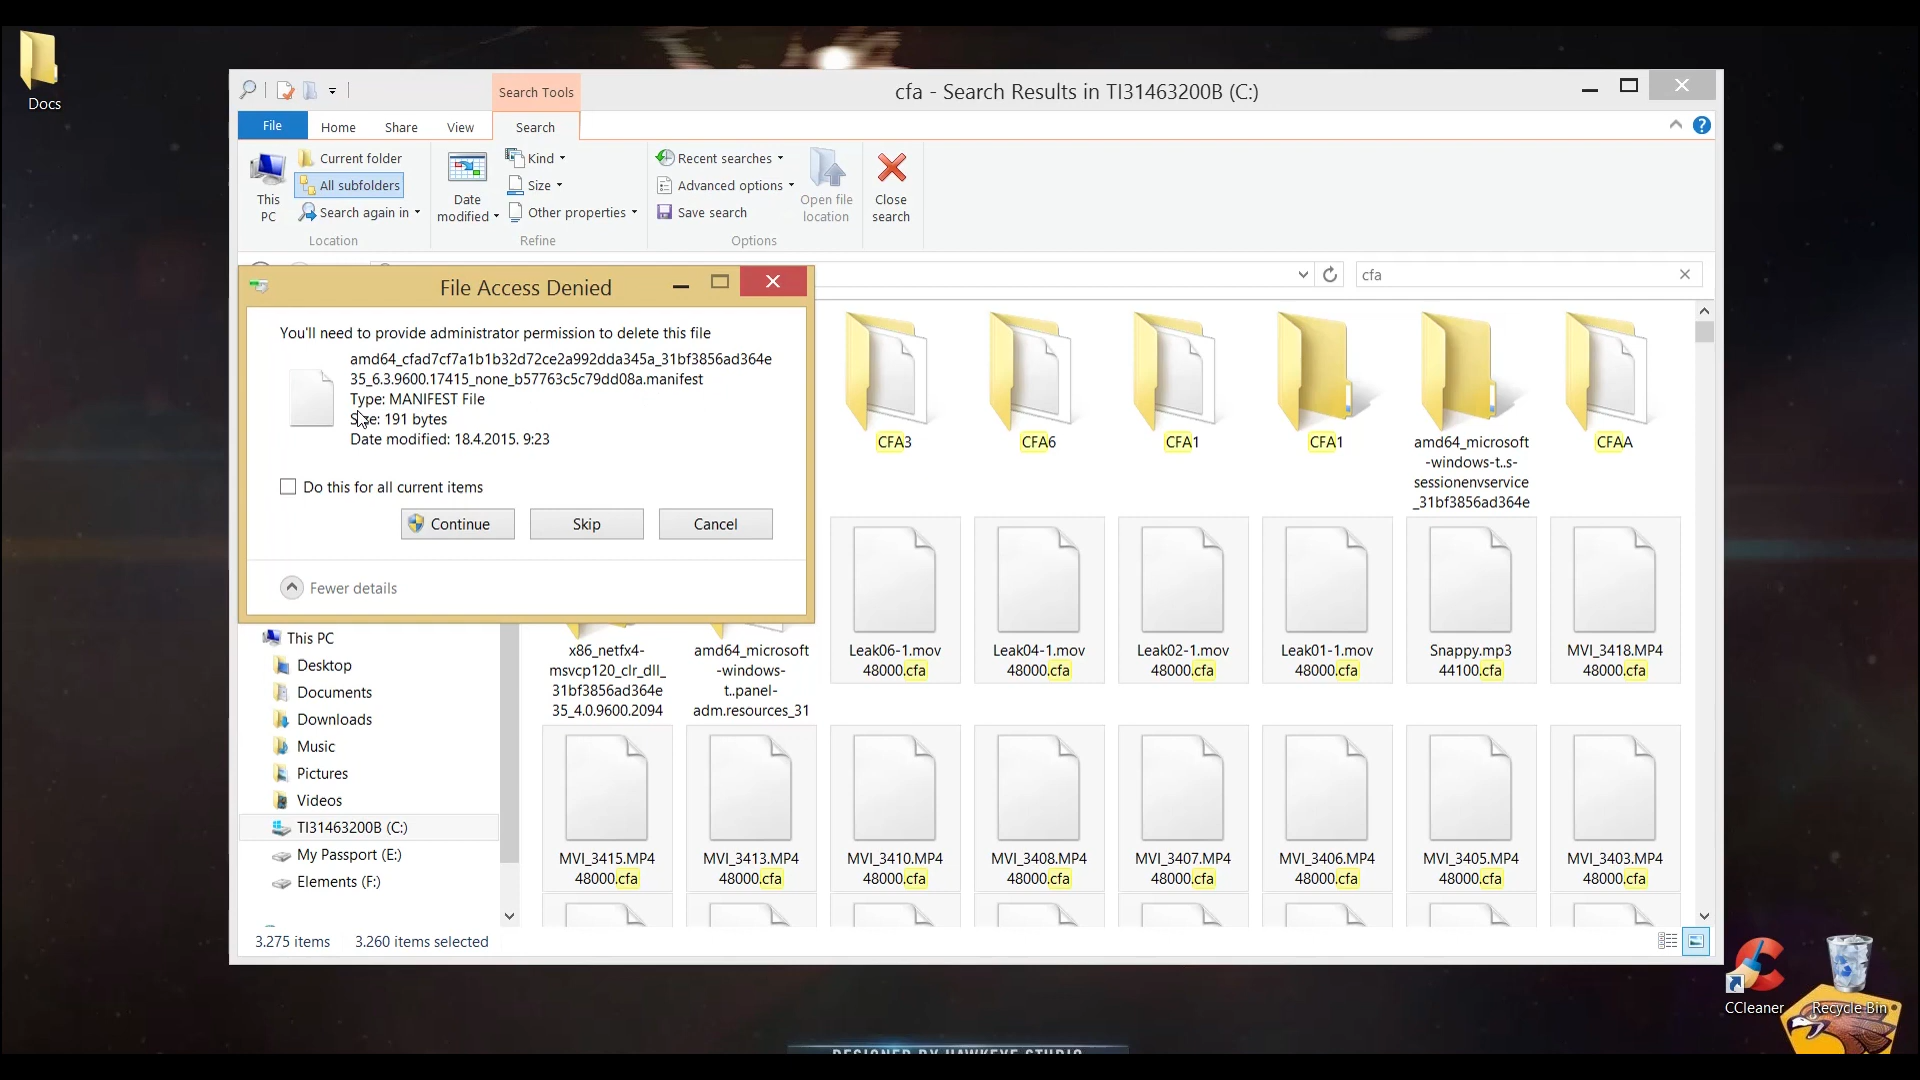 Docs
Search Tools
cfa - Search Results in TI31463200B (C:)
File
Home
Share
View
Search
This
PC
Current folder
All subfolders
Search again in
Location
Date
modified
Kind
Size
Other properties
Refine
Recent searches
Advanced options
Save search
Options
Open file
location
Close
search
cfa
File Access Denied
You'll need to provide administrator permission to delete this file
amd64_cfad7cf7a1b1b32d72ce2a992dda345a_31bf3856ad364e
35_6.3.9600.17415_none_b57763c5c79dd08a.manifest
Type: MANIFEST File
Size: 191 bytes
Date modified: 18.4.2015. 9:23
Do this for all current items
Continue
Skip
Cancel
Fewer details
CFA3
CFA6
CFA1
CFA1
amd64_microsoft
-windows-t..s-
sessionenvservice
_31bf3856ad364e
CFAA
This PC
Desktop
Documents
Downloads
Music
Pictures
Videos
TI31463200B (C:)
My Passport (E:)
Elements (F:)
x86_netfx4-
msvcp120_clr_dll_
31bf3856ad364e
35_4.0.9600.2094
amd64_microsoft
-windows-
t..panel-
adm.resources_31
Leak06-1.mov
48000.cfa
Leak04-1.mov
48000.cfa
Leak02-1.mov
48000.cfa
Leak01-1.mov
48000.cfa
Snappy.mp3
44100.cfa
MVI_3418.MP4
48000.cfa
MVI_3415.MP4
48000.cfa
MVI_3413.MP4
48000.cfa
MVI_3410.MP4
48000.cfa
MVI_3408.MP4
48000.cfa
MVI_3407.MP4
48000.cfa
MVI_3406.MP4
48000.cfa
MVI_3405.MP4
48000.cfa
MVI_3403.MP4
48000.cfa
3.275 items
3.260 items selected
CCleaner
Recycle Bin
DESIGNED BY HAWKEYE STUDIO